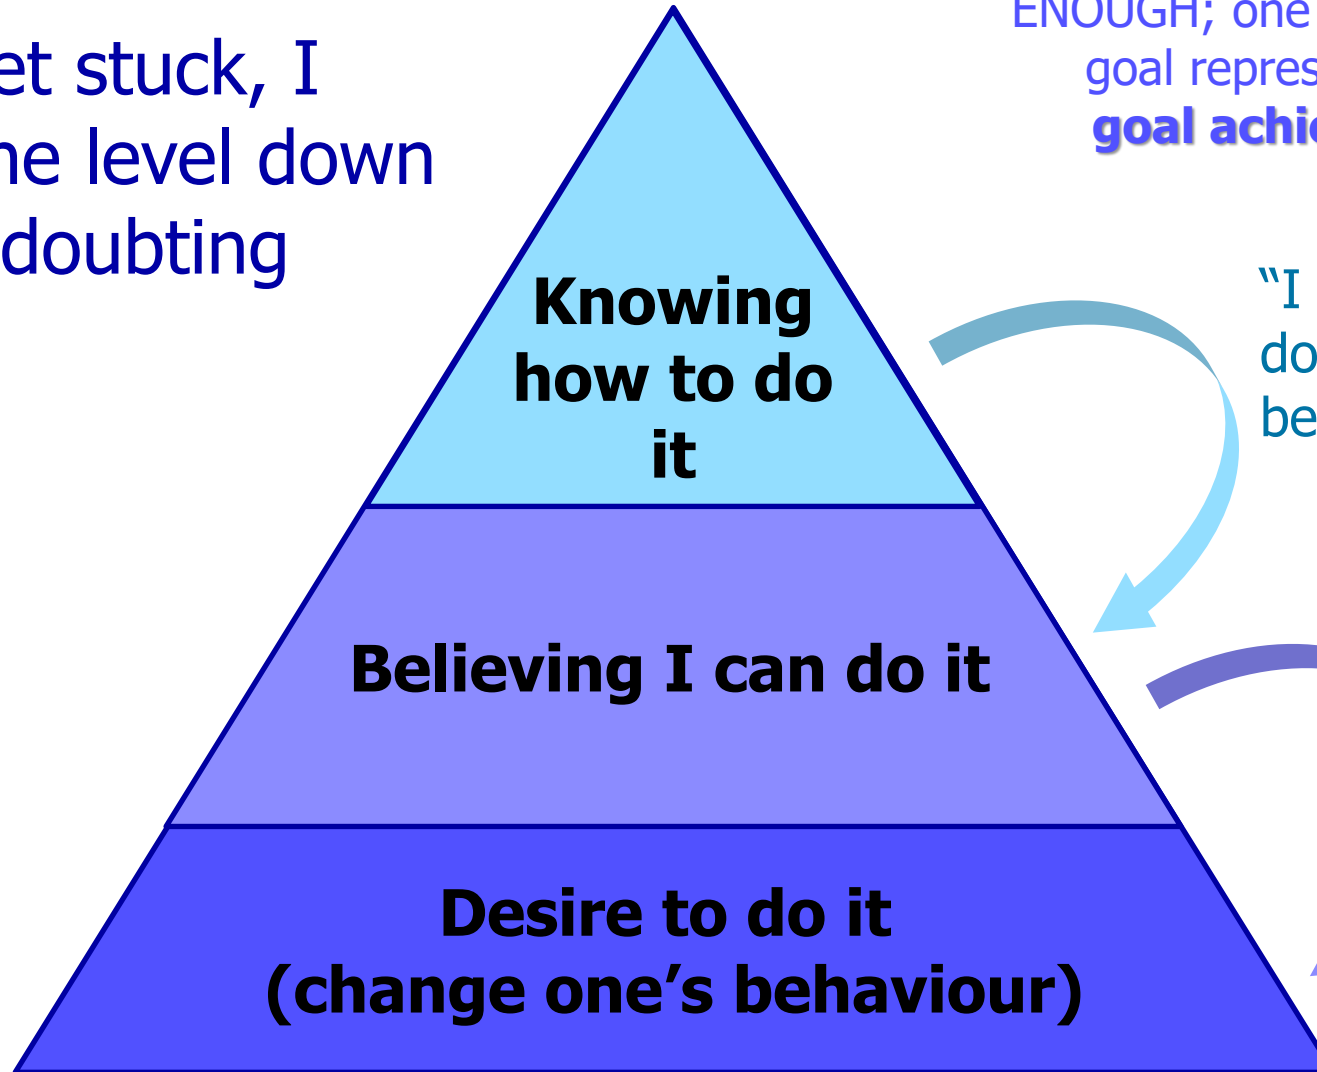 et stuck, I
ne level down
doubting
ENOUGH; one
goal repres
goal achi
Knowing
how to do
it
"I
do
be
Believing I can do it
Desire to do it
(change one's behaviour)